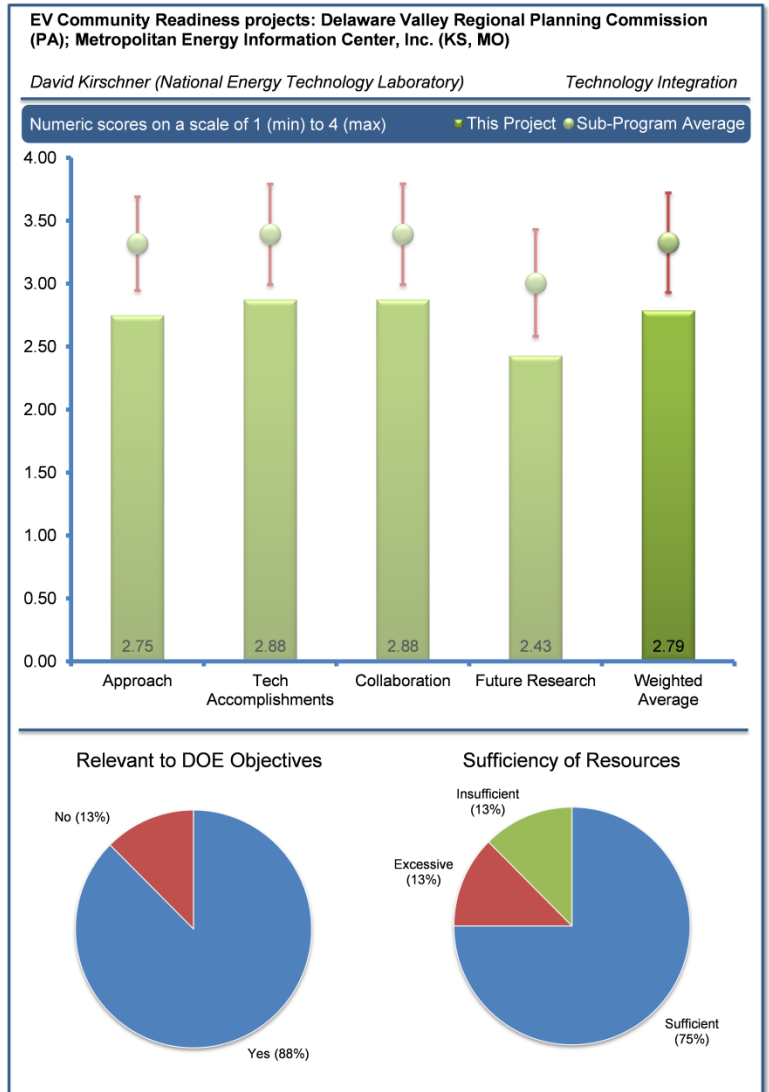 EV Community Readiness projects: Delaware Valley Regional Planning Commission
(PA); Metropolitan Energy Information Center, Inc. (KS, MO)
David Kirschner (National Energy Technology Laboratory) Technology Integration
Numeric scores on a scale of 1 (min) to 4 (max) This Project Sub-Program Average
4.00
3.50
3.00
2.50
2.00
1.50
1.00
0.50
0.00
2.75 2.88 2.88 2.43 2.79
Approach Tech Collaboration Future Research Weighted
Accomplishments Average
Relevant to DOE Objectives Sufficiency of Resources
No (13%)
Yes (88%)
Insufficient
(13%)
Excessive
(13%)
Sufficient
(75%)